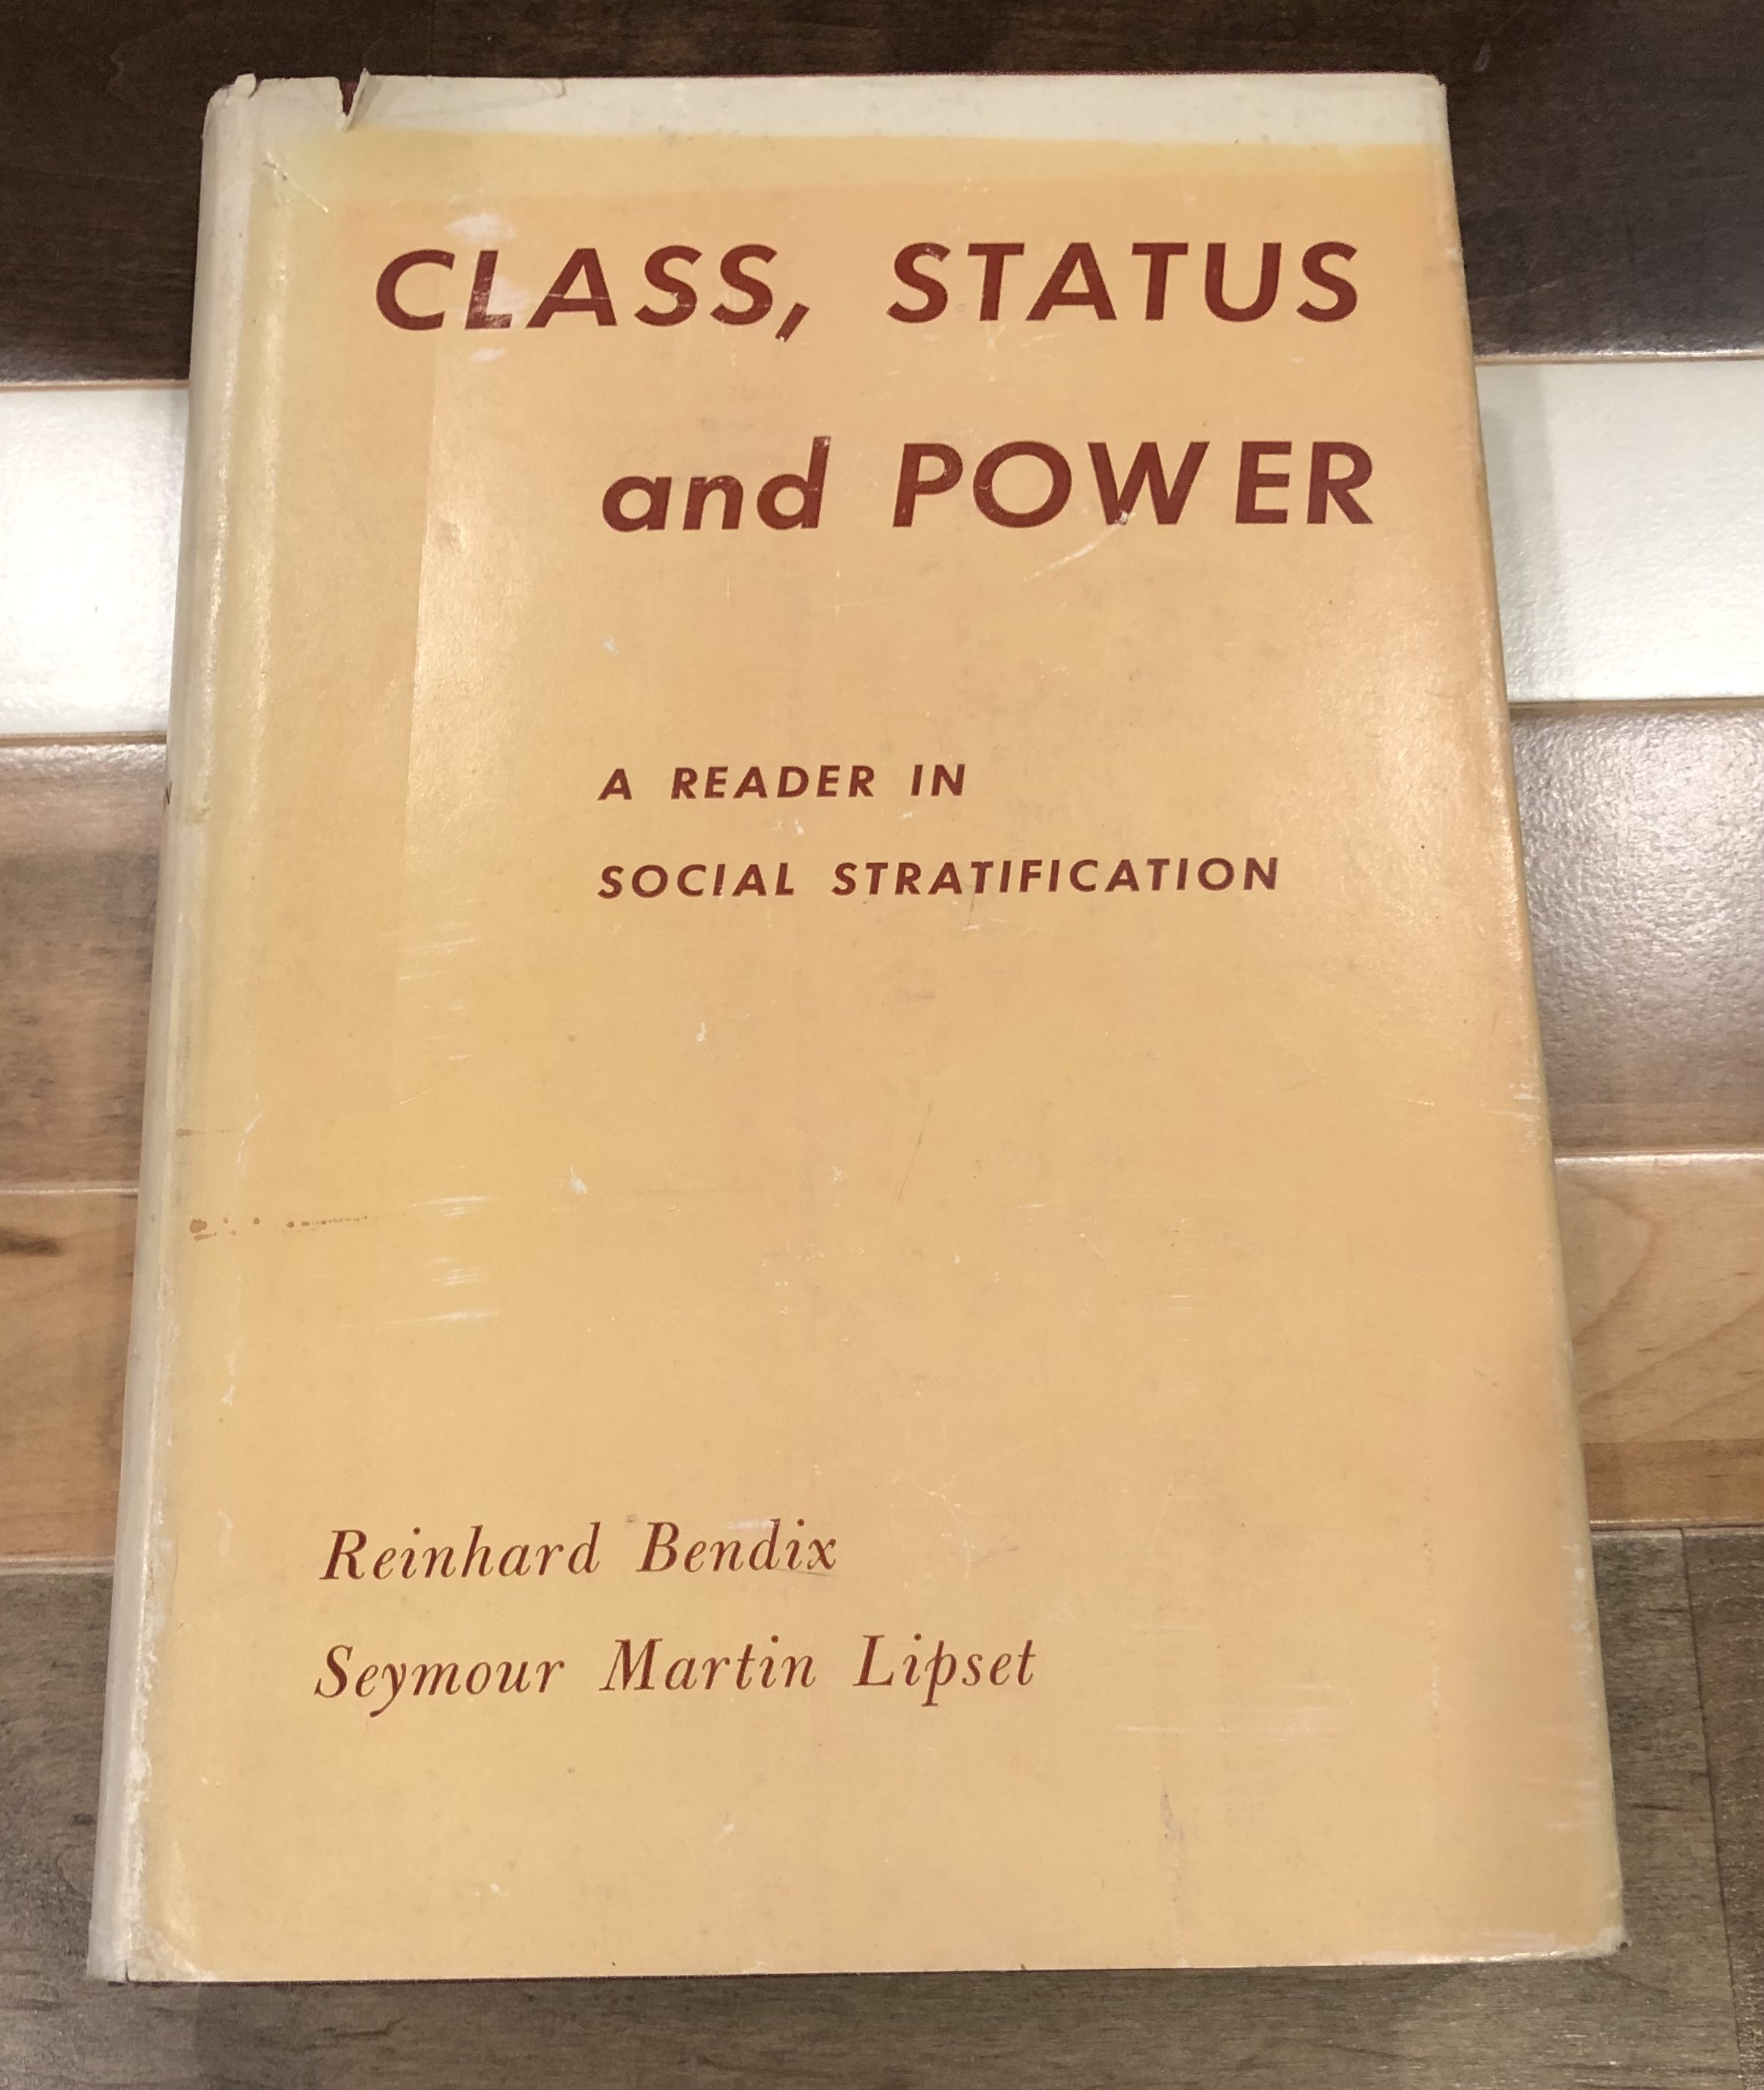 CLASS, STATUS
and POWER
A READER IN
SOCIAL STRATIFICATION
Reinhard Bendix
Seymour Martin Lipset